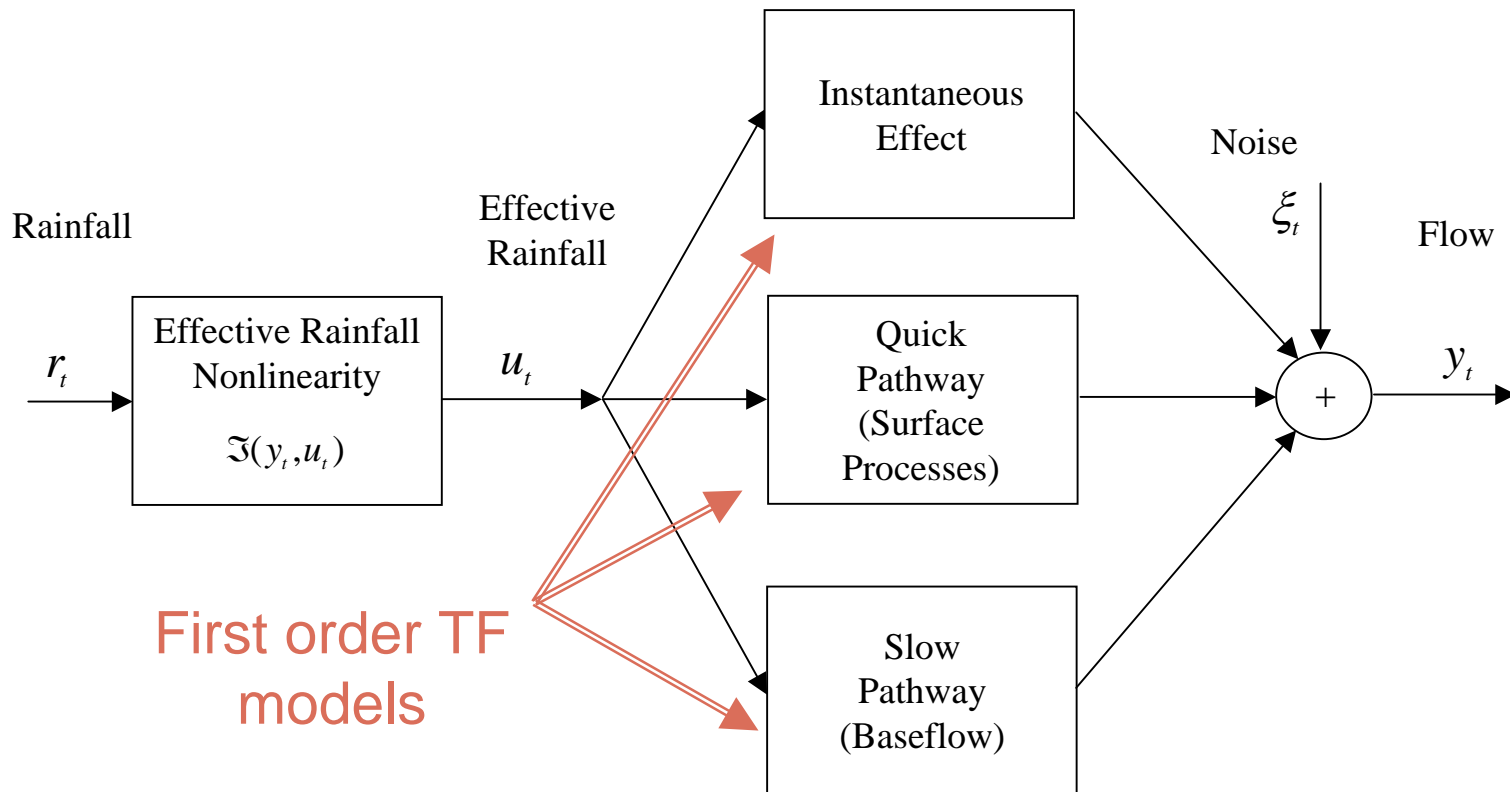 Rainfall
r_t
Effective Rainfall
Nonlinearity
ℑ(y_t,u_t)
Effective
Rainfall
u_t
Instantaneous
Effect
Quick
Pathway
(Surface
Processes)
Slow
Pathway
(Baseflow)
First order TF
models
Noise
ξ_t
+
Flow
y_t